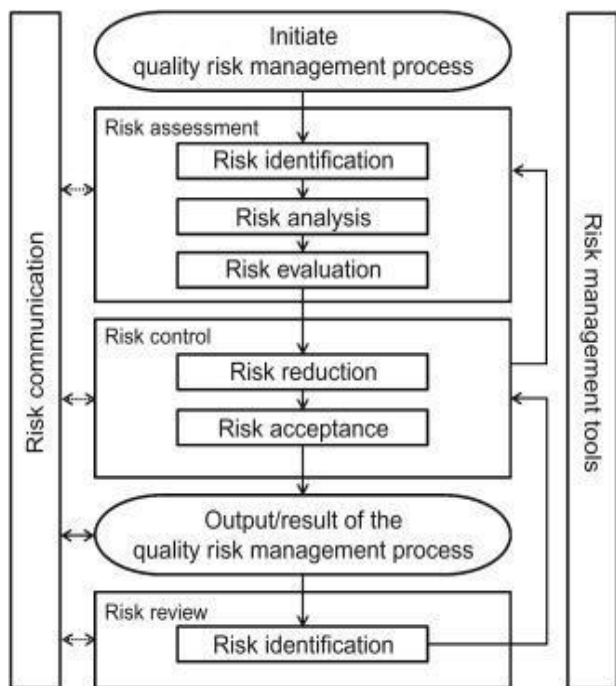 Initiate
quality risk management process
Risk assessment
Risk identification
Risk analysis
Risk evaluation
Risk control
Risk reduction
Risk acceptance
Output/result of the
quality risk management process
Risk review
Risk identification
Risk communication
Risk management tools